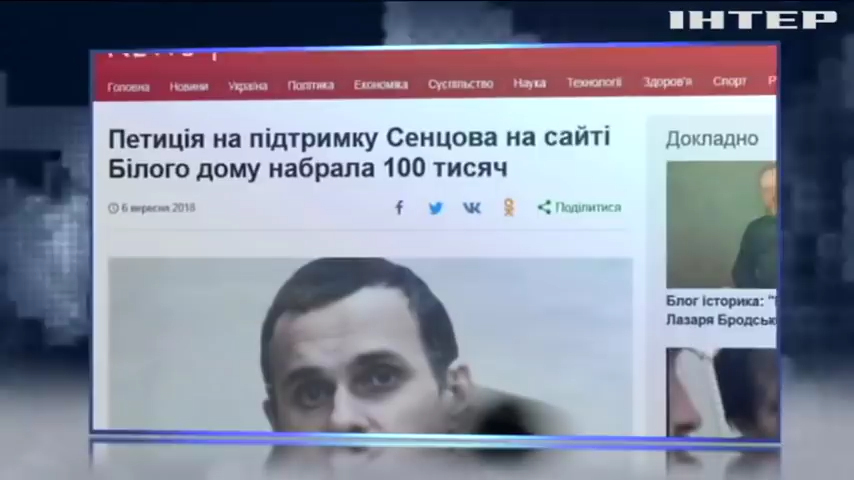 ІНТЕР
Головна Новини Україна Політика Економіка Суспільство Наука Технології Здоров'я Спорт
Петиція на підтримку Сенцова на сайті
Білого дому набрала 100 тисяч
6 вересня 2018
Поділитися
Докладно
Блог історика:
Лазаря Бродськ